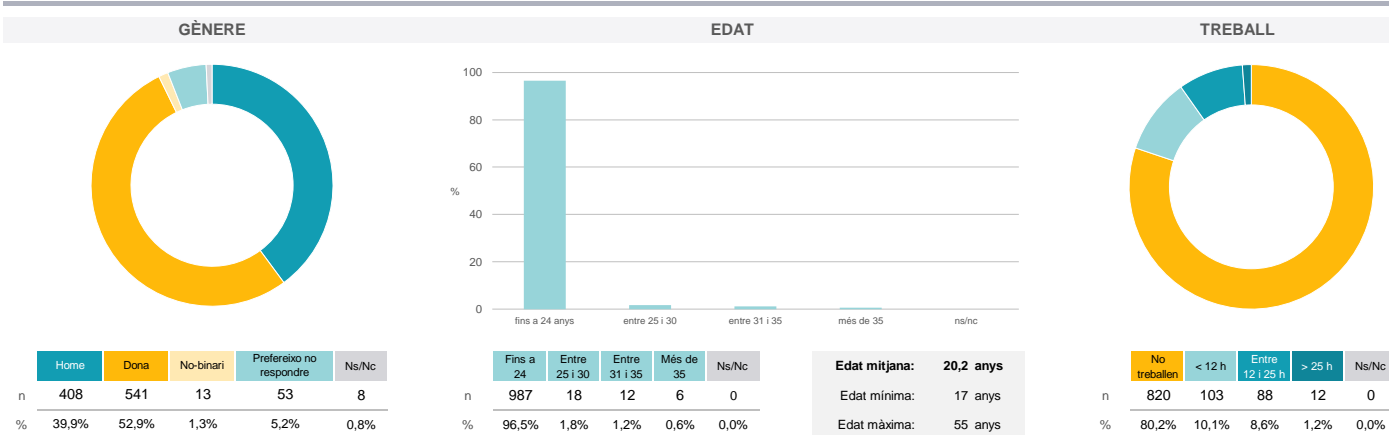 GÈNERE
Home Dona No-binari Prefereixo no respondre Ns/Nc
n 408 541 13 53 8
% 39,9% 52,9% 1,3% 5,2% 0,8%
EDAT
100
80
60
%
40
20
0
fins a 24 anys entre 25 i 30 entre 31 i 35 més de 35 ns/nc
Fins a 24 Entre 25 i 30 Entre 31 i 35 Més de 35 Ns/Nc
n 987 18 12 6 0
% 96,5% 1,8% 1,2% 0,6% 0,0%
Edat mitjana: 20,2 anys
Edat mínima: 17 anys
Edat màxima: 55 anys
TREBALL
No treballen < 12 h Entre 12 i 25 h > 25 h Ns/Nc
n 820 103 88 12 0
% 80,2% 10,1% 8,6% 1,2% 0,0%